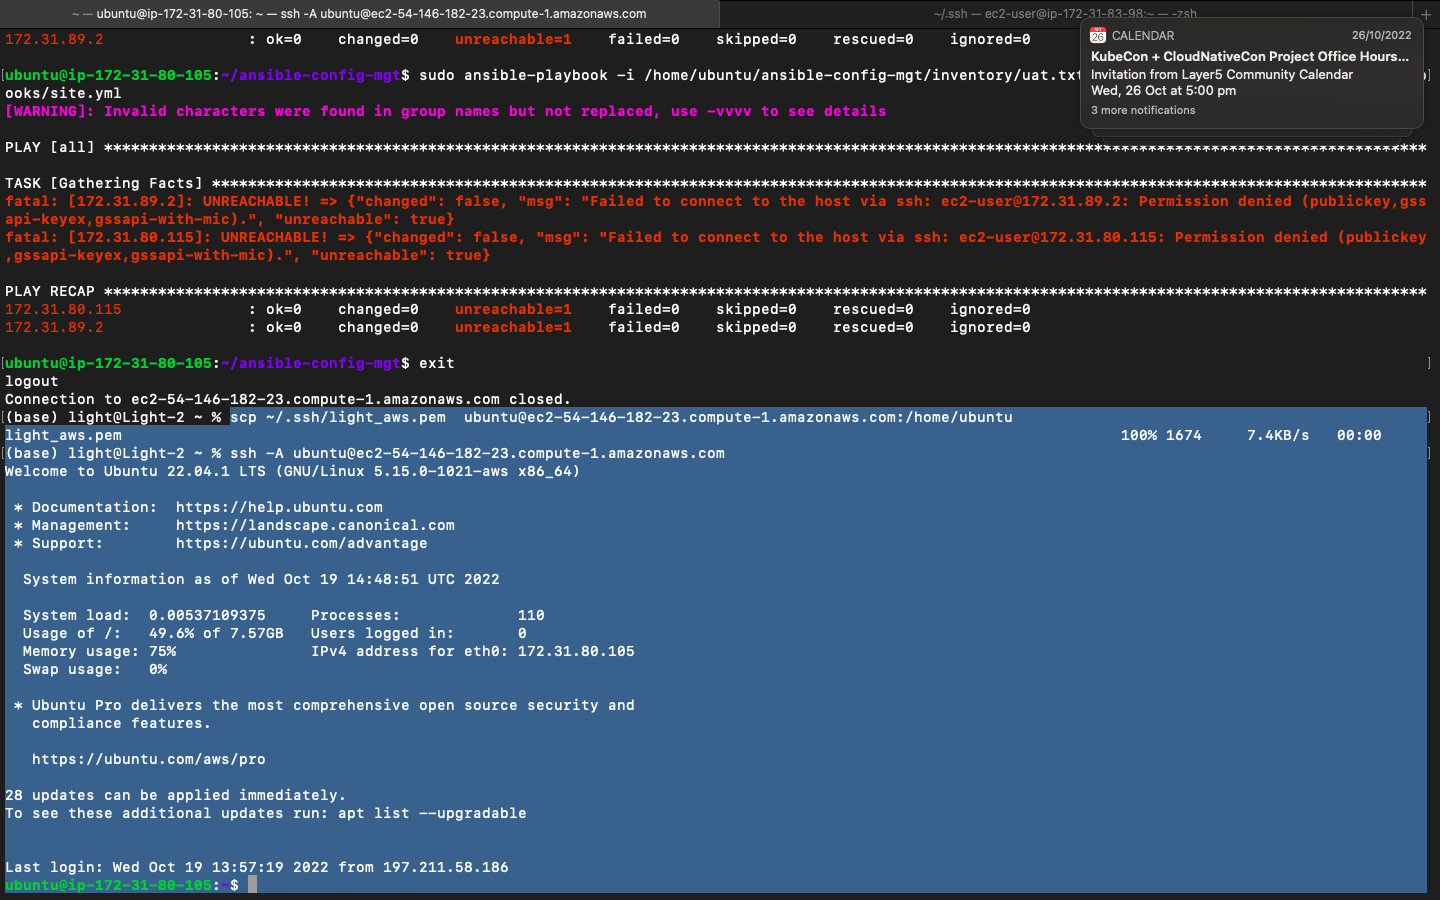 ~ — ubuntu@ip-172-31-80-105: ~ — ssh -A ubuntu@ec2-54-146-182-23.compute-1.amazonaws.com
~/.ssh — ec2-user@ip-172-31-83-98:~ — -zsh
CALENDAR 26/10/2022
KubeCon + CloudNativeCon Project Office Hours...
Invitation from Layer5 Community Calendar
Wed, 26 Oct at 5:00 pm
3 more notifications
172.31.89.2 : ok=0 changed=0 unreachable=1 failed=0 skipped=0 rescued=0 ignored=0
ubuntu@ip-172-31-80-105:~/ansible-config-mgt$ sudo ansible-playbook -i /home/ubuntu/ansible-config-mgt/inventory/uat.txt
ooks/site.yml
[WARNING]: Invalid characters were found in group names but not replaced, use -vvvv to see details
PLAY [all] ***************************************************************************************************************************************************
TASK [Gathering Facts] ***************************************************************************************************************************************
fatal: [172.31.89.2]: UNREACHABLE! => {"changed": false, "msg": "Failed to connect to the host via ssh: ec2-user@172.31.89.2: Permission denied (publickey,gss
api-keyex,gssapi-with-mic).", "unreachable": true}
fatal: [172.31.80.115]: UNREACHABLE! => {"changed": false, "msg": "Failed to connect to the host via ssh: ec2-user@172.31.80.115: Permission denied (publickey
,gssapi-keyex,gssapi-with-mic).", "unreachable": true}
PLAY RECAP ***************************************************************************************************************************************************
172.31.80.115 : ok=0 changed=0 unreachable=1 failed=0 skipped=0 rescued=0 ignored=0
172.31.89.2 : ok=0 changed=0 unreachable=1 failed=0 skipped=0 rescued=0 ignored=0
ubuntu@ip-172-31-80-105:~/ansible-config-mgt$ exit
logout
Connection to ec2-54-146-182-23.compute-1.amazonaws.com closed.
(base) light@Light-2 ~ % scp ~/.ssh/light_aws.pem  ubuntu@ec2-54-146-182-23.compute-1.amazonaws.com:/home/ubuntu
light_aws.pem 100% 1674 7.4KB/s 00:00
(base) light@Light-2 ~ % ssh -A ubuntu@ec2-54-146-182-23.compute-1.amazonaws.com
Welcome to Ubuntu 22.04.1 LTS (GNU/Linux 5.15.0-1021-aws x86_64)
* Documentation: https://help.ubuntu.com
* Management: https://landscape.canonical.com
* Support: https://ubuntu.com/advantage
System information as of Wed Oct 19 14:48:51 UTC 2022
System load: 0.00537109375 Processes: 110
Usage of /: 49.6% of 7.57GB Users logged in: 0
Memory usage: 75% IPv4 address for eth0: 172.31.80.105
Swap usage: 0%
* Ubuntu Pro delivers the most comprehensive open source security and
compliance features.
https://ubuntu.com/aws/pro
28 updates can be applied immediately.
To see these additional updates run: apt list --upgradable
Last login: Wed Oct 19 13:57:19 2022 from 197.211.58.186
ubuntu@ip-172-31-80-105:~$